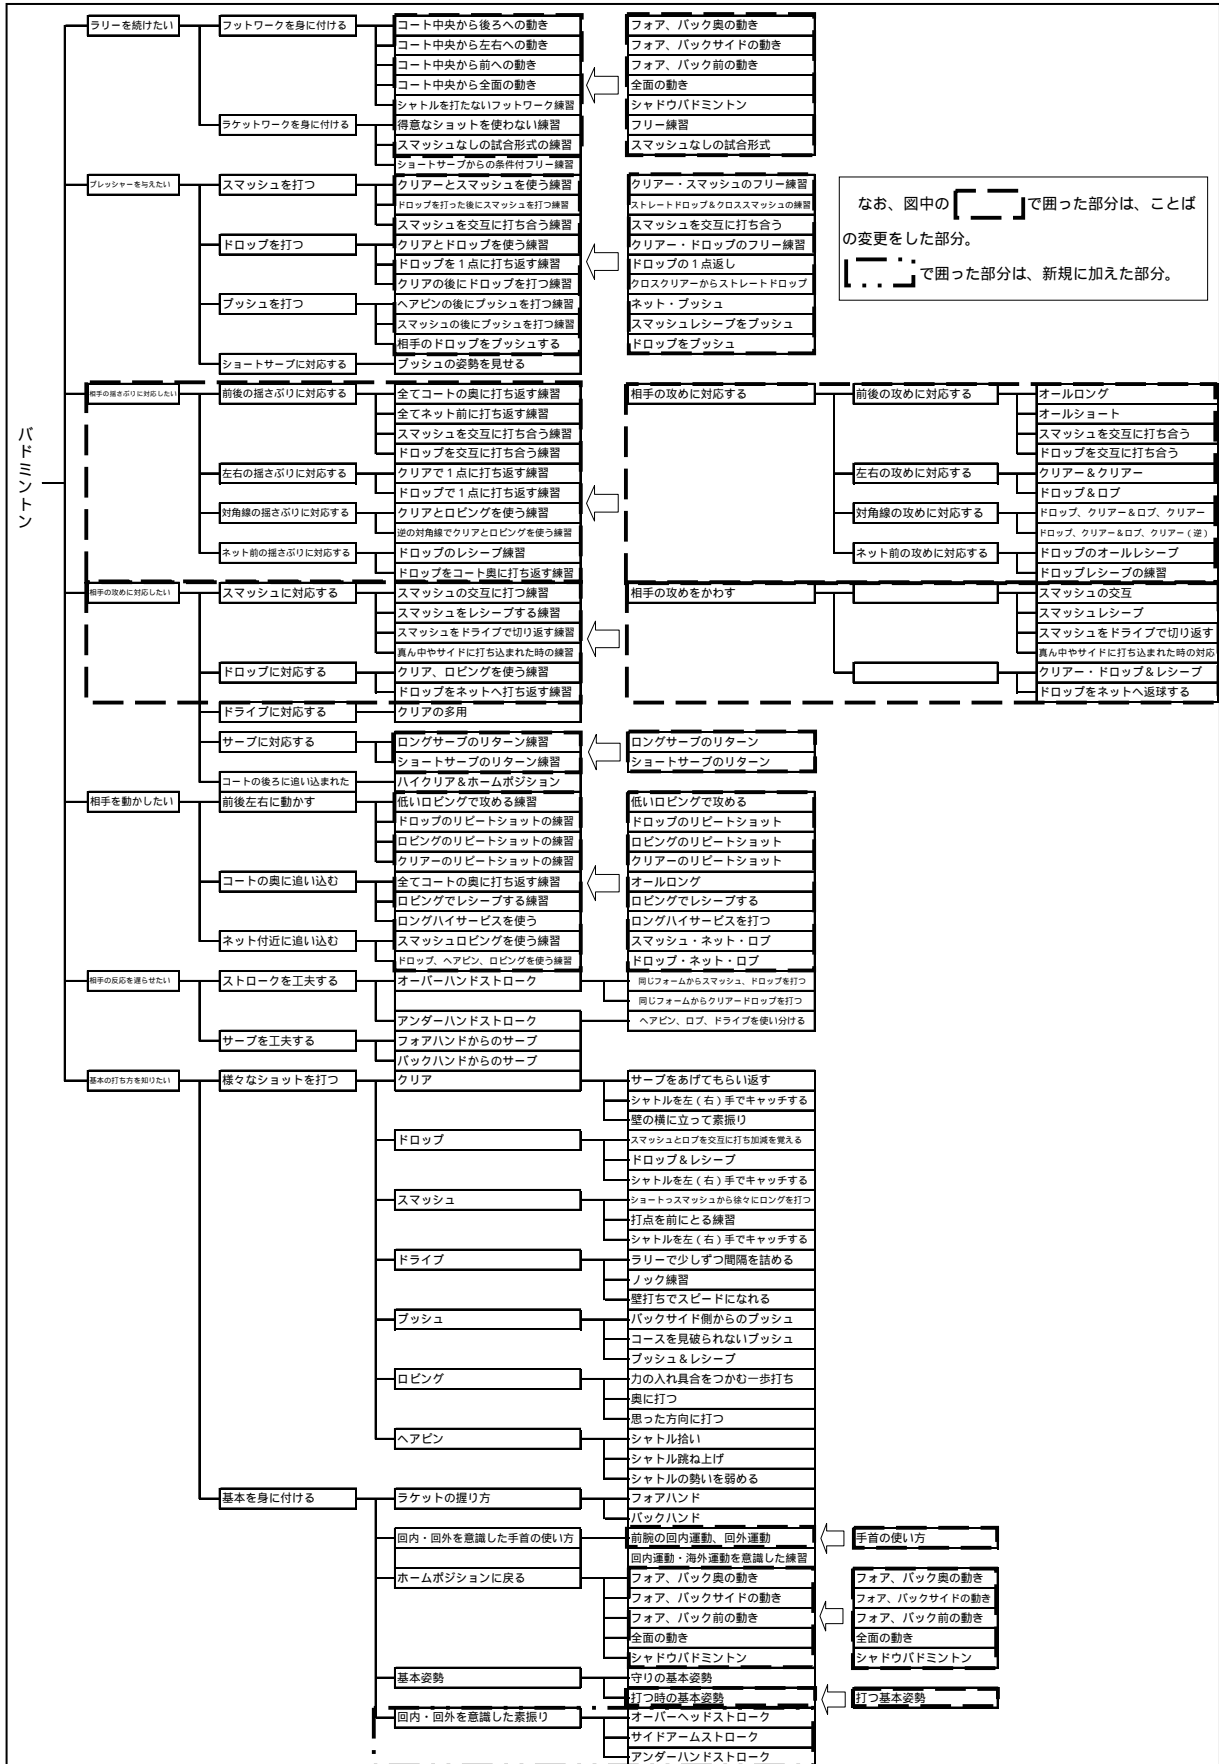 ラリーを続けたい フットワークを身に付ける コート中央から後ろへの動き フォア、バック奥の動き
コート中央から左右への動き フォア、バックサイドの動き
コート中央から前への動き フォア、バック前の動き
コート中央から全面の動き 全面の動き
シャトルを打たないフットワーク練習 シャドウバドミントン
ラケットワークを身に付ける 得意なショットを使わない練習 フリー練習
スマッシュなしの試合形式の練習 スマッシュなしの試合形式
ショートサーブからの条件付フリー練習
プレッシャーを与えたい スマッシュを打つ クリアーとスマッシュを使う練習 クリアー・スマッシュのフリー練習
ドロップを打った後にスマッシュを打つ練習 ストレートドロップ&クロススマッシュの練習
スマッシュを交互に打ち合う練習 スマッシュを交互に打ち合う
ドロップを打つ クリアとドロップを使う練習 クリアー・ドロップのフリー練習
ドロップを1点に打ち返す練習 ドロップの1点返し
クリアの後にドロップを打つ練習 クロスクリアーからストレートドロップ
プッシュを打つ ヘアピンの後にプッシュを打つ練習 ネット・プッシュ
スマッシュの後にプッシュを打つ練習 スマッシュレシーブをプッシュ
相手のドロップをプッシュする ドロップをプッシュ
ショートサーブに対応する プッシュの姿勢を見せる
なお、図中の で囲った部分は、ことば
の変更をした部分。
で囲った部分は、新規に加えた部分。
相手の揺さぶりに対応したい 前後の揺さぶりに対応する 全てコートの奥に打ち返す練習 相手の攻めに対応する 前後の攻めに対応する オールロング
全てネット前に打ち返す練習 オールショート
スマッシュを交互に打ち合う練習 スマッシュを交互に打ち合う
ドロップを交互に打ち合う練習 ドロップを交互に打ち合う
左右の揺さぶりに対応する クリアで1点に打ち返す練習 左右の攻めに対応する クリアー&クリアー
ドロップで1点に打ち返す練習 ドロップ&ロブ
対角線の揺さぶりに対応する クリアとロビングを使う練習 対角線の攻めに対応する ドロップ、クリアー&ロブ、クリアー
逆の対角線でクリアとロビングを使う練習 ドロップ、クリアー&ロブ、クリアー(逆)
ネット前の揺さぶりに対応する ドロップのレシーブ練習 ネット前の攻めに対応する ドロップのオールレシーブ
ドロップをコート奥に打ち返す練習 ドロップレシーブの練習
バドミントン
相手の攻めに対応したい スマッシュに対応する スマッシュの交互に打つ練習 相手の攻めをかわす スマッシュの交互
スマッシュをレシーブする練習 スマッシュレシーブ
スマッシュをドライブで切り返す練習 スマッシュをドライブで切り返す
真ん中やサイドに打ち込まれた時の練習 真ん中やサイドに打ち込まれた時の対応
ドロップに対応する クリア、ロビングを使う練習 クリアー・ドロップ&レシーブ
ドロップをネットへ打ち返す練習 ドロップをネットへ返球する
ドライブに対応する クリアの多用
サーブに対応する ロングサーブのリターン練習 ロングサーブのリターン
ショートサーブのリターン練習 ショートサーブのリターン
コートの後ろに追い込まれた ハイクリア&ホームポジション
相手を動かしたい 前後左右に動かす 低いロビングで攻める練習 低いロビングで攻める
ドロップのリピートショットの練習 ドロップのリピートショット
ロビングのリピートショットの練習 ロビングのリピートショット
クリアーのリピートショットの練習 クリアーのリピートショット
コートの奥に追い込む 全てコートの奥に打ち返す練習 オールロング
ロビングでレシーブする練習 ロビングでレシーブする
ロングハイサービスを使う ロングハイサービスを打つ
ネット付近に追い込む スマッシュロビングを使う練習 スマッシュ・ネット・ロブ
ドロップ、ヘアピン、ロビングを使う練習 ドロップ・ネット・ロブ
相手の反応を遅らせたい ストロークを工夫する オーバーハンドストローク 同じフォームからスマッシュ、ドロップを打つ
同じフォームからクリアードロップを打つ
アンダーハンドストローク ヘアピン、ロブ、ドライブを使い分ける
サーブを工夫する フォアハンドからのサーブ
バックハンドからのサーブ
基本の打ち方を知りたい 様々なショットを打つ クリア サーブをあげてもらい返す
シャトルを左(右)手でキャッチする
壁の横に立って素振り
ドロップ スマッシュとロブを交互に打ち加減を覚える
ドロップ&レシーブ
シャトルを左(右)手でキャッチする
スマッシュ ショートっスマッシュから徐々にロングを打つ
打点を前にとる練習
シャトルを左(右)手でキャッチする
ドライブ ラリーで少しずつ間隔を詰める
ノック練習
壁打ちでスピードになれる
プッシュ バックサイド側からのプッシュ
コースを見破られないプッシュ
プッシュ&レシーブ
ロビング 力の入れ具合をつかむ一歩打ち
奥に打つ
思った方向に打つ
ヘアピン シャトル拾い
シャトル跳ね上げ
シャトルの勢いを弱める
基本を身に付ける ラケットの握り方 フォアハンド
バックハンド
回内・回外を意識した手首の使い方 前腕の回内運動、回外運動 手首の使い方
回内運動・海外運動を意識した練習
ホームポジションに戻る フォア、バック奥の動き フォア、バック奥の動き
フォア、バックサイドの動き フォア、バックサイドの動き
フォア、バック前の動き フォア、バック前の動き
全面の動き 全面の動き
シャドウバドミントン シャドウバドミントン
基本姿勢 守りの基本姿勢
打つ時の基本姿勢 打つ基本姿勢
回内・回外を意識した素振り オーバーヘッドストローク
サイドアームストローク
アンダーハンドストローク